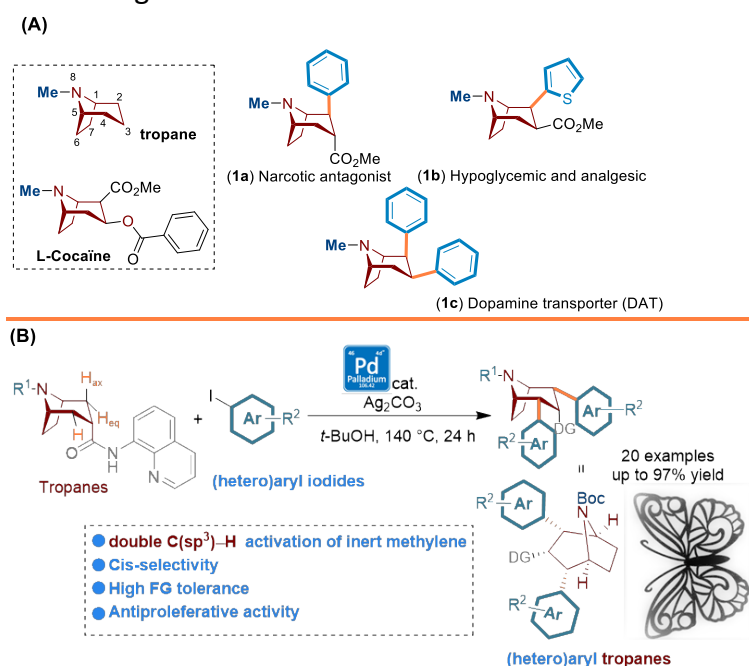 (A)
8
Me N
1
2
5
4
7
3
6
tropane
Me N
CO₂Me
O
O
L-Cocaïne
Me N
CO₂Me
(1a) Narcotic antagonist
Me N
S
CO₂Me
(1b) Hypoglycemic and analgesic
Me N
(1c) Dopamine transporter (DAT)
(B)
R¹ N
Hax
Heq
H
O
N
H
N
Tropanes
+
I
Ar
R²
(hetero)aryl iodides
46
4d¹⁰
Pd
Palladium
106.42
cat.
Ag₂CO₃
t-BuOH, 140 °C, 24 h
R¹ N
Ar
R²
DG
R²
Ar
=
20 examples
up to 97% yield
R²
Ar
Boc
N
H
DG
H
R²
Ar
double C(sp³)–H activation of inert methylene
Cis-selectivity
High FG tolerance
Antiproleferative activity
(hetero)aryl tropanes